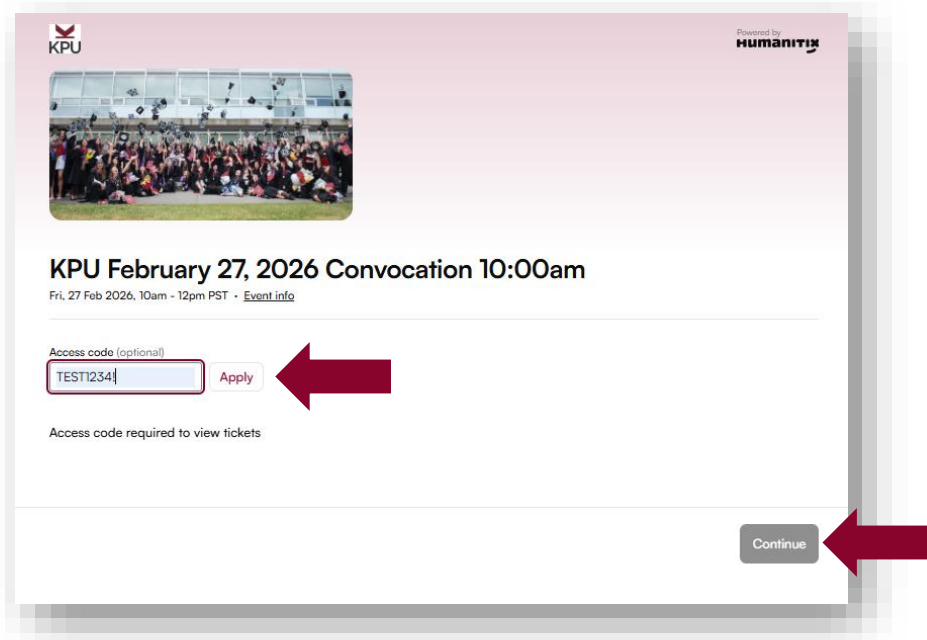 KPU
Powered by
Humanitix
KPU February 27, 2026 Convocation 10:00am
Fri, 27 Feb 2026, 10am - 12pm PST • Event info
Access code (optional)
TEST1234!
Apply
Access code required to view tickets
Continue